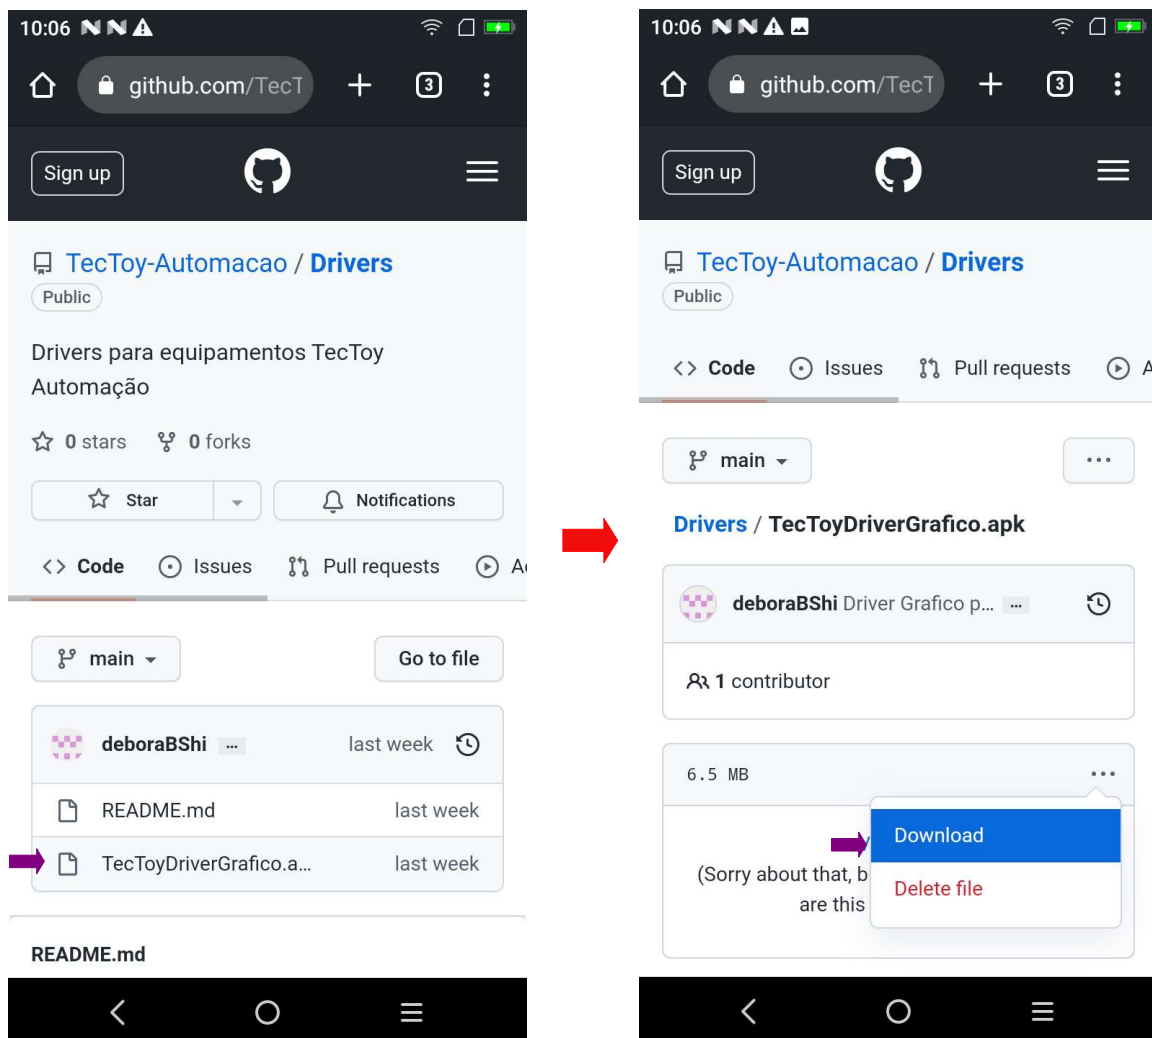 10:06
github.com/TecT
3
Sign up
TecToy-Automacao / Drivers
Public
Drivers para equipamentos TecToy
Automação
0 stars 0 forks
Star
Notifications
Code Issues Pull requests
main
Go to file
deboraBShi ... last week
README.md last week
TecToyDriverGrafico.a... last week
README.md
10:06
github.com/TecT
3
Sign up
TecToy-Automacao / Drivers
Public
Code Issues Pull requests A
main
...
Drivers / TecToyDriverGrafico.apk
deboraBShi Driver Grafico p... ...
1 contributor
6.5 MB ...
Download
(Sorry about that, b
Delete file
are this